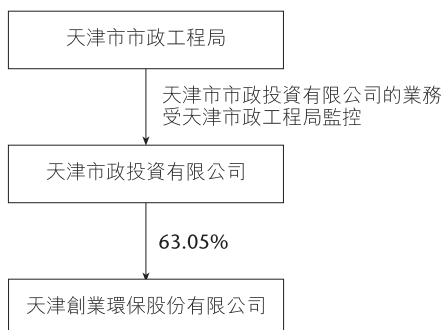 天津市市政工程局
天津市市政投資有限公司的業務
受天津市政工程局監控
天津市政投資有限公司
63.05%
天津創業環保股份有限公司